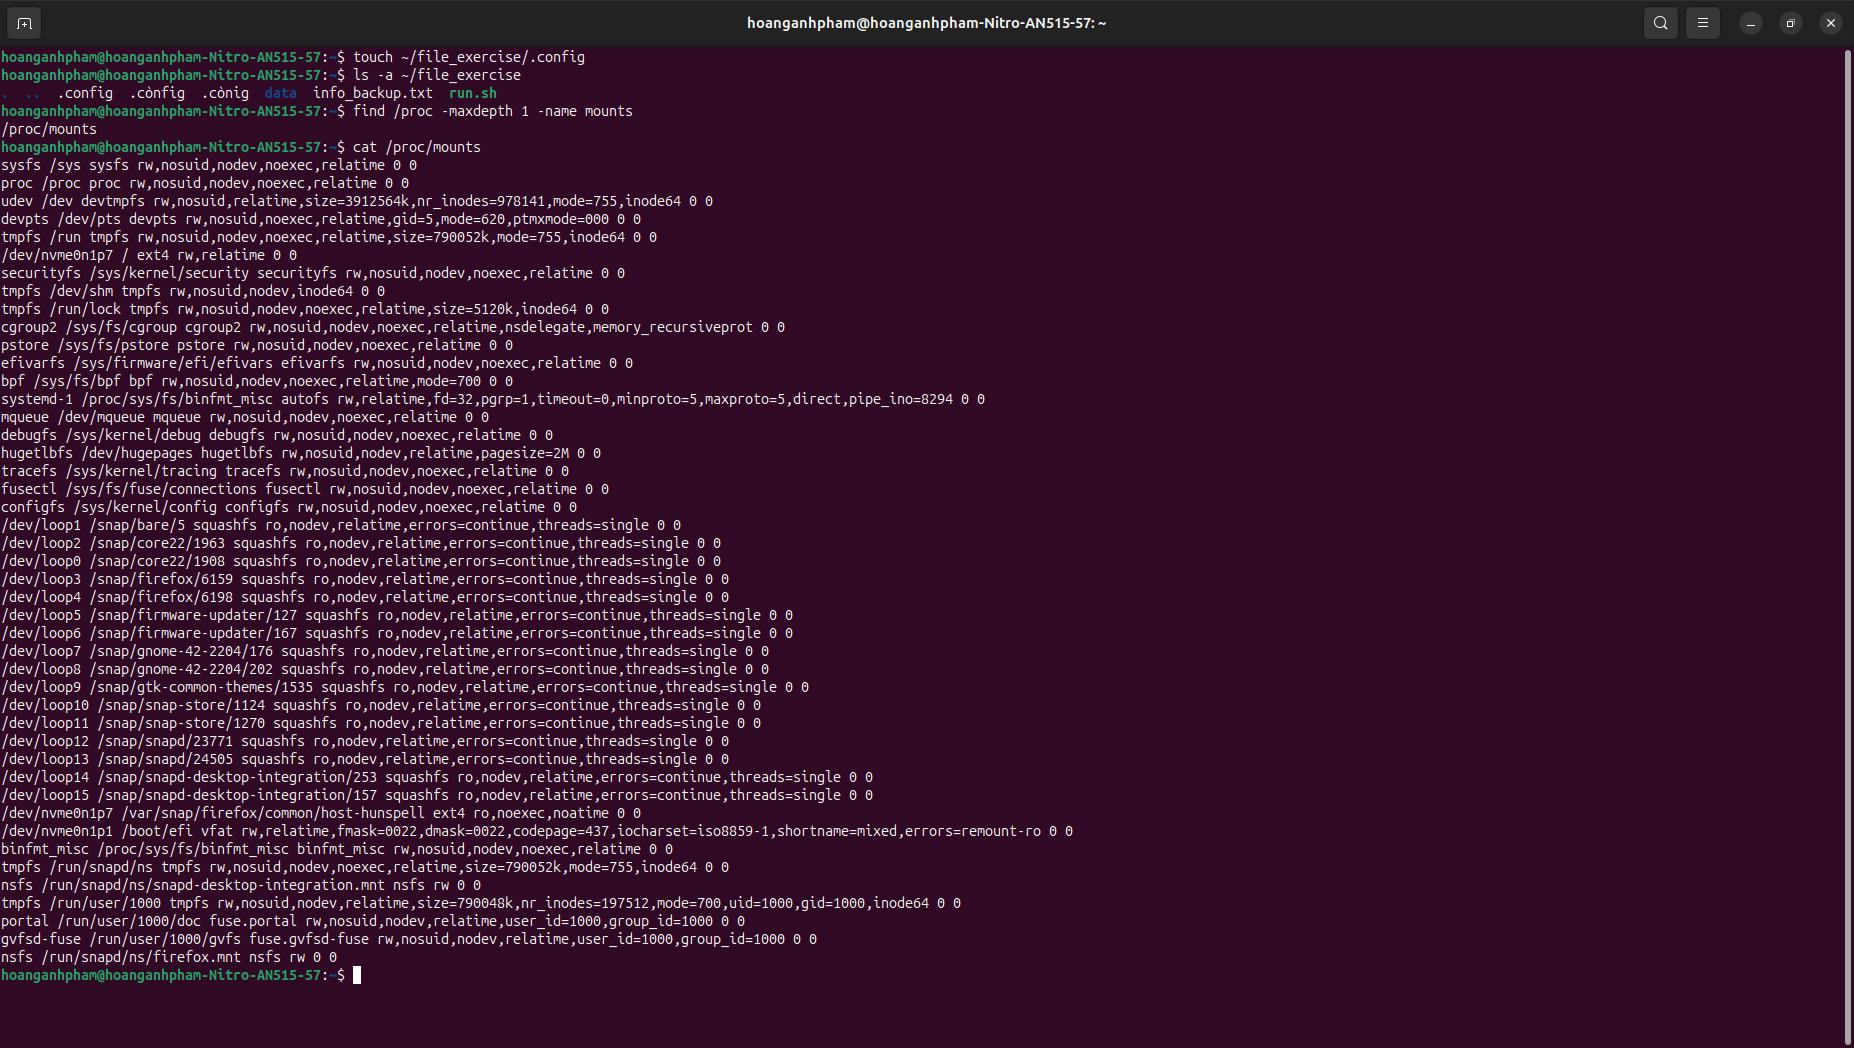 hoanganhpham@hoanganhpham-Nitro-AN515-57: ~
hoanganhpham@hoanganhpham-Nitro-AN515-57:~$ touch ~/file_exercise/.config
hoanganhpham@hoanganhpham-Nitro-AN515-57:~$ ls -a ~/file_exercise
.  ..  .config  .cònfig  .cònig  data  info_backup.txt  run.sh
hoanganhpham@hoanganhpham-Nitro-AN515-57:~$ find /proc -maxdepth 1 -name mounts
/proc/mounts
hoanganhpham@hoanganhpham-Nitro-AN515-57:~$ cat /proc/mounts
sysfs /sys sysfs rw,nosuid,nodev,noexec,relatime 0 0
proc /proc proc rw,nosuid,nodev,noexec,relatime 0 0
udev /dev devtmpfs rw,nosuid,relatime,size=3912564k,nr_inodes=978141,mode=755,inode64 0 0
devpts /dev/pts devpts rw,nosuid,noexec,relatime,gid=5,mode=620,ptmxmode=000 0 0
tmpfs /run tmpfs rw,nosuid,nodev,noexec,relatime,size=790052k,mode=755,inode64 0 0
/dev/nvme0n1p7 / ext4 rw,relatime 0 0
securityfs /sys/kernel/security securityfs rw,nosuid,nodev,noexec,relatime 0 0
tmpfs /dev/shm tmpfs rw,nosuid,nodev,inode64 0 0
tmpfs /run/lock tmpfs rw,nosuid,nodev,noexec,relatime,size=5120k,inode64 0 0
cgroup2 /sys/fs/cgroup cgroup2 rw,nosuid,nodev,noexec,relatime,nsdelegate,memory_recursiveprot 0 0
pstore /sys/fs/pstore pstore rw,nosuid,nodev,noexec,relatime 0 0
efivarfs /sys/firmware/efi/efivars efivarfs rw,nosuid,nodev,noexec,relatime 0 0
bpf /sys/fs/bpf bpf rw,nosuid,nodev,noexec,relatime,mode=700 0 0
systemd-1 /proc/sys/fs/binfmt_misc autofs rw,relatime,fd=32,pgrp=1,timeout=0,minproto=5,maxproto=5,direct,pipe_ino=8294 0 0
mqueue /dev/mqueue mqueue rw,nosuid,nodev,noexec,relatime 0 0
debugfs /sys/kernel/debug debugfs rw,nosuid,nodev,noexec,relatime 0 0
hugetlbfs /dev/hugepages hugetlbfs rw,nosuid,nodev,relatime,pagesize=2M 0 0
tracefs /sys/kernel/tracing tracefs rw,nosuid,nodev,noexec,relatime 0 0
fusectl /sys/fs/fuse/connections fusectl rw,nosuid,nodev,noexec,relatime 0 0
configfs /sys/kernel/config configfs rw,nosuid,nodev,noexec,relatime 0 0
/dev/loop1 /snap/bare/5 squashfs ro,nodev,relatime,errors=continue,threads=single 0 0
/dev/loop2 /snap/core22/1963 squashfs ro,nodev,relatime,errors=continue,threads=single 0 0
/dev/loop0 /snap/core22/1908 squashfs ro,nodev,relatime,errors=continue,threads=single 0 0
/dev/loop3 /snap/firefox/6159 squashfs ro,nodev,relatime,errors=continue,threads=single 0 0
/dev/loop4 /snap/firefox/6198 squashfs ro,nodev,relatime,errors=continue,threads=single 0 0
/dev/loop5 /snap/firmware-updater/127 squashfs ro,nodev,relatime,errors=continue,threads=single 0 0
/dev/loop6 /snap/firmware-updater/167 squashfs ro,nodev,relatime,errors=continue,threads=single 0 0
/dev/loop7 /snap/gnome-42-2204/176 squashfs ro,nodev,relatime,errors=continue,threads=single 0 0
/dev/loop8 /snap/gnome-42-2204/202 squashfs ro,nodev,relatime,errors=continue,threads=single 0 0
/dev/loop9 /snap/gtk-common-themes/1535 squashfs ro,nodev,relatime,errors=continue,threads=single 0 0
/dev/loop10 /snap/snap-store/1124 squashfs ro,nodev,relatime,errors=continue,threads=single 0 0
/dev/loop11 /snap/snap-store/1270 squashfs ro,nodev,relatime,errors=continue,threads=single 0 0
/dev/loop12 /snap/snapd/23771 squashfs ro,nodev,relatime,errors=continue,threads=single 0 0
/dev/loop13 /snap/snapd/24505 squashfs ro,nodev,relatime,errors=continue,threads=single 0 0
/dev/loop14 /snap/snapd-desktop-integration/253 squashfs ro,nodev,relatime,errors=continue,threads=single 0 0
/dev/loop15 /snap/snapd-desktop-integration/157 squashfs ro,nodev,relatime,errors=continue,threads=single 0 0
/dev/nvme0n1p7 /var/snap/firefox/common/host-hunspell ext4 ro,noexec,noatime 0 0
/dev/nvme0n1p1 /boot/efi vfat rw,relatime,fmask=0022,dmask=0022,codepage=437,iocharset=iso8859-1,shortname=mixed,errors=remount-ro 0 0
binfmt_misc /proc/sys/fs/binfmt_misc binfmt_misc rw,nosuid,nodev,noexec,relatime 0 0
tmpfs /run/snapd/ns tmpfs rw,nosuid,nodev,noexec,relatime,size=790052k,mode=755,inode64 0 0
nsfs /run/snapd/ns/snapd-desktop-integration.mnt nsfs rw 0 0
tmpfs /run/user/1000 tmpfs rw,nosuid,nodev,relatime,size=790048k,nr_inodes=197512,mode=700,uid=1000,gid=1000,inode64 0 0
portal /run/user/1000/doc fuse.portal rw,nosuid,nodev,relatime,user_id=1000,group_id=1000 0 0
gvfsd-fuse /run/user/1000/gvfs fuse.gvfsd-fuse rw,nosuid,nodev,relatime,user_id=1000,group_id=1000 0 0
nsfs /run/snapd/ns/firefox.mnt nsfs rw 0 0
hoanganhpham@hoanganhpham-Nitro-AN515-57:~$